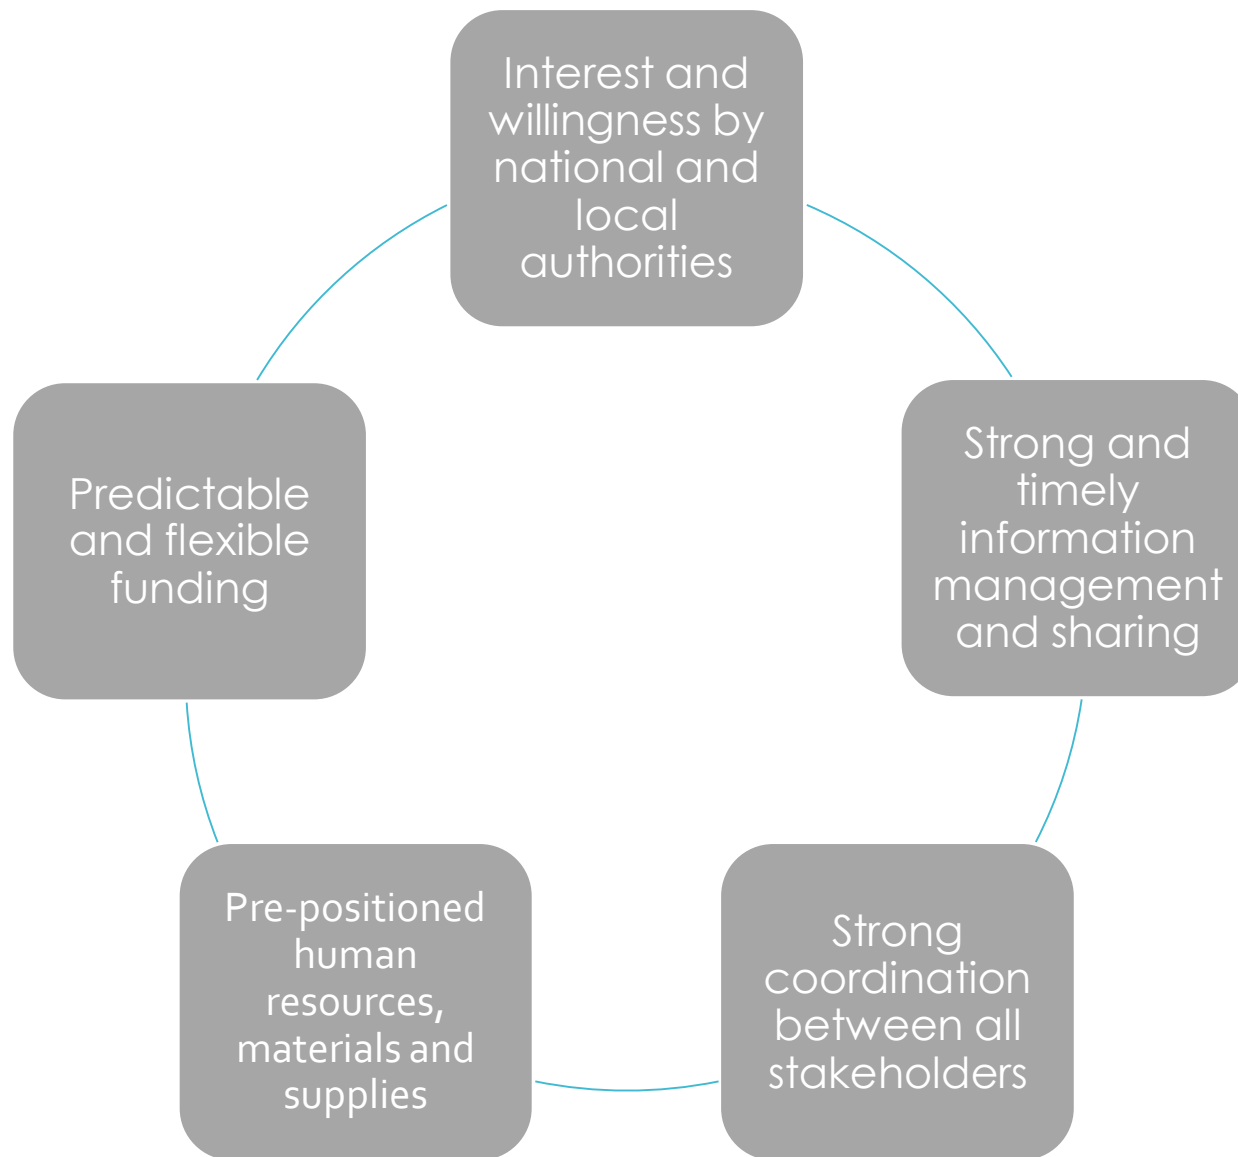 Interest and
willingness by
national and
local
authorities
Strong and
timely
information
management
and sharing
Strong
coordination
between all
stakeholders
Pre-positioned
human
resources,
materials and
supplies
Predictable
and flexible
funding